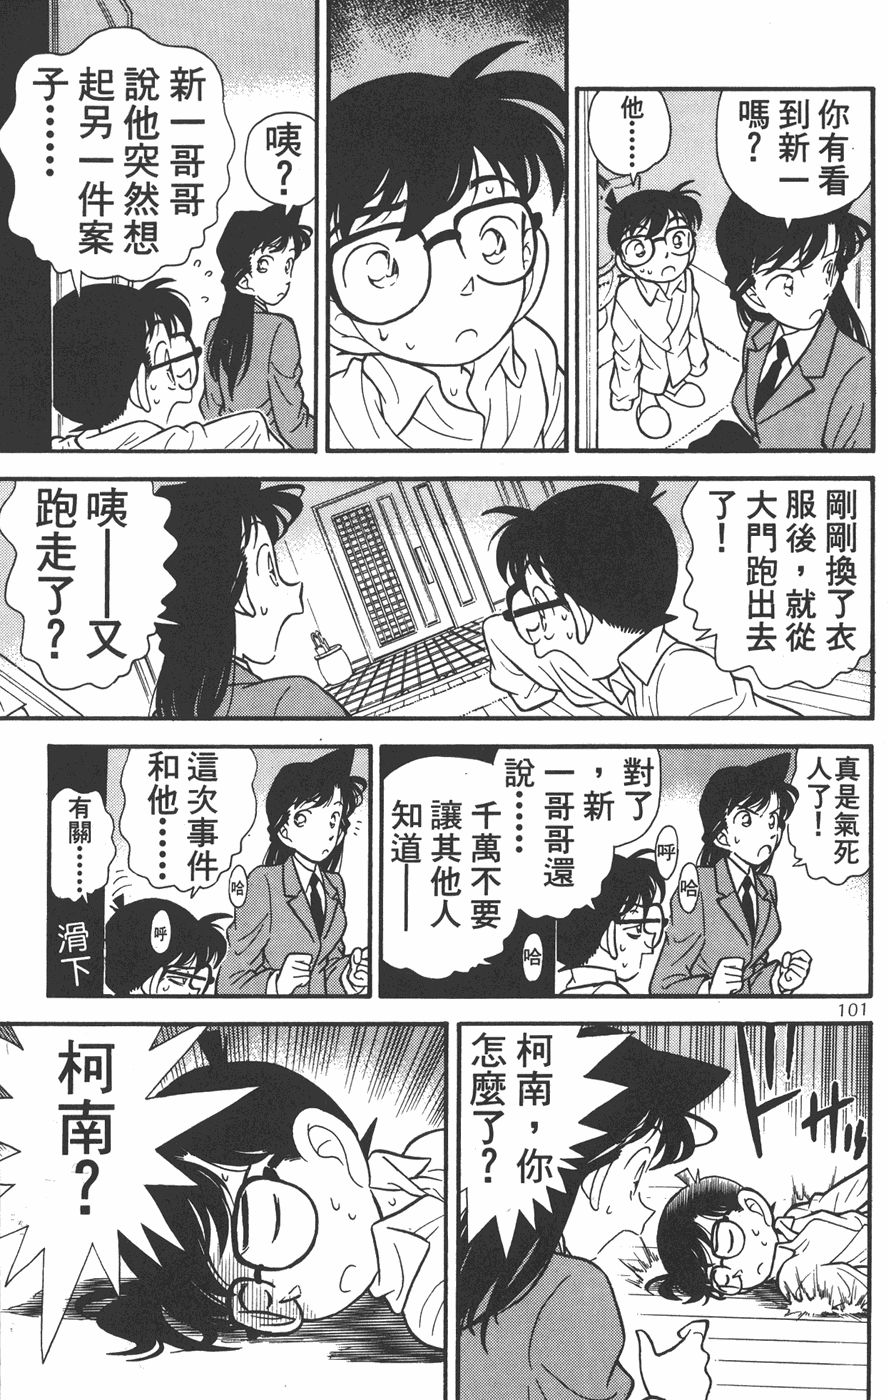 你有看
到新一
嗎？
他……
咦？
新一哥哥
說他突然想
起另一件案
子……
剛剛換了衣
服後，就從
大門跑出去
了！
咦──又
跑走了？
真是氣死
人了！
對了
，新
一哥哥還
說……
呼
哈
千萬不要
讓其他人
知道──
哈
這次事件
和他……
哈
呼
有關……
滑下
101
柯南，你
怎麼了？
柯南？